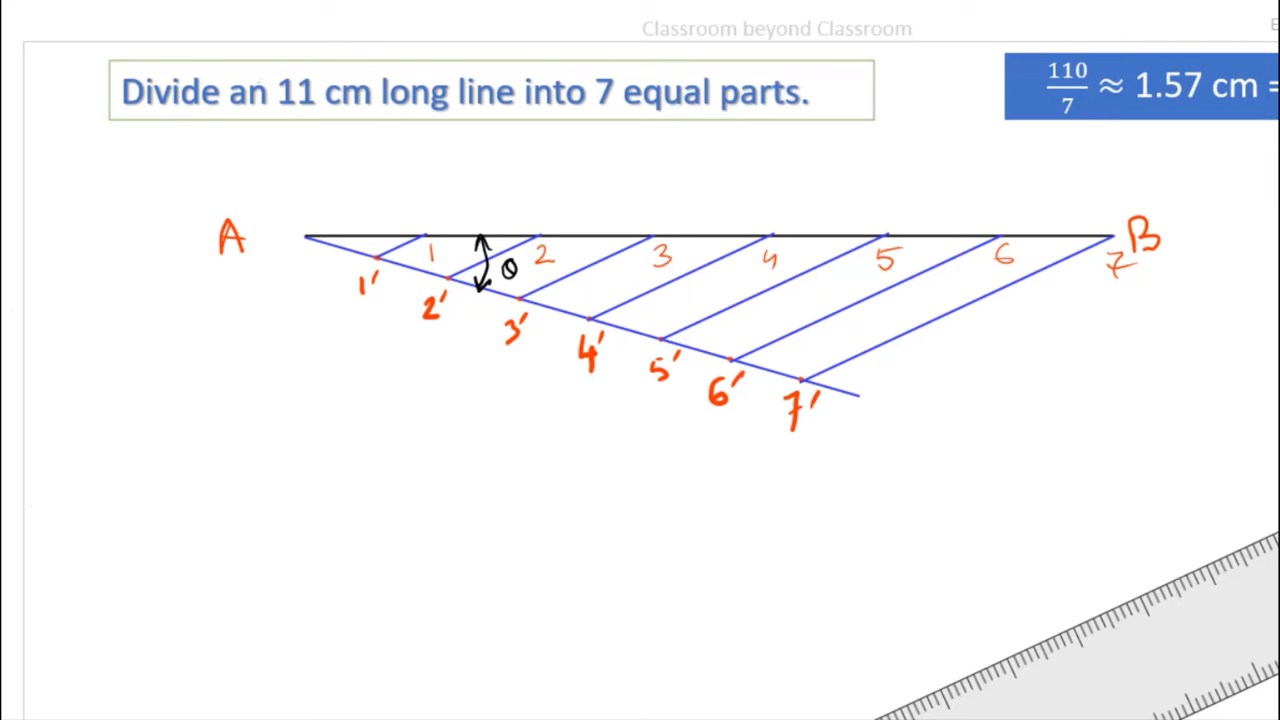 Classroom beyond Classroom
E
Divide an 11 cm long line into 7 equal parts.
110/7 ≈ 1.57 cm =
A B
1 2 3 4 5 6 7
θ
1' 2' 3' 4' 5' 6' 7'